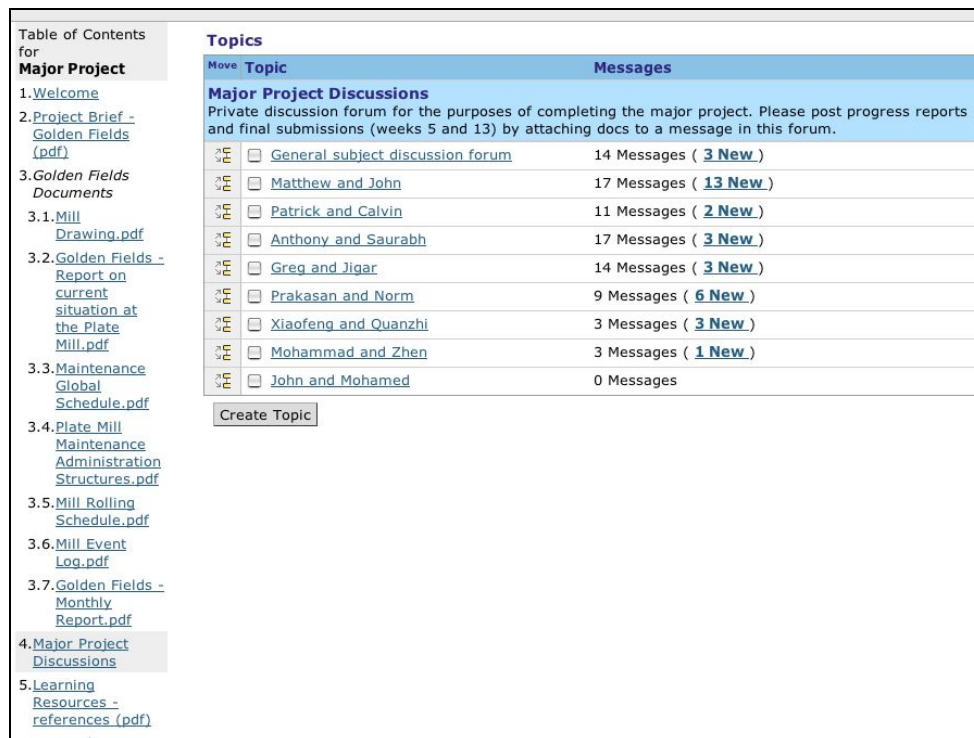 Table of Contents
for
Major Project
1.Welcome
2.Project Brief -
Golden Fields
(pdf)
3.Golden Fields
Documents
3.1.Mill
Drawing.pdf
3.2.Golden Fields -
Report on
current
situation at
the Plate
Mill.pdf
3.3.Maintenance
Global
Schedule.pdf
3.4.Plate Mill
Maintenance
Administration
Structures.pdf
3.5.Mill Rolling
Schedule.pdf
3.6.Mill Event
Log.pdf
3.7.Golden Fields -
Monthly
Report.pdf
4.Major Project
Discussions
5.Learning
Resources -
references (pdf)
Topics
Move Topic Messages
Major Project Discussions
Private discussion forum for the purposes of completing the major project. Please post progress reports
and final submissions (weeks 5 and 13) by attaching docs to a message in this forum.
General subject discussion forum 14 Messages ( 3 New )
Matthew and John 17 Messages ( 13 New )
Patrick and Calvin 11 Messages ( 2 New )
Anthony and Saurabh 17 Messages ( 3 New )
Greg and Jigar 14 Messages ( 3 New )
Prakasan and Norm 9 Messages ( 6 New )
Xiaofeng and Quanzhi 3 Messages ( 3 New )
Mohammad and Zhen 3 Messages ( 1 New )
John and Mohamed 0 Messages
Create Topic